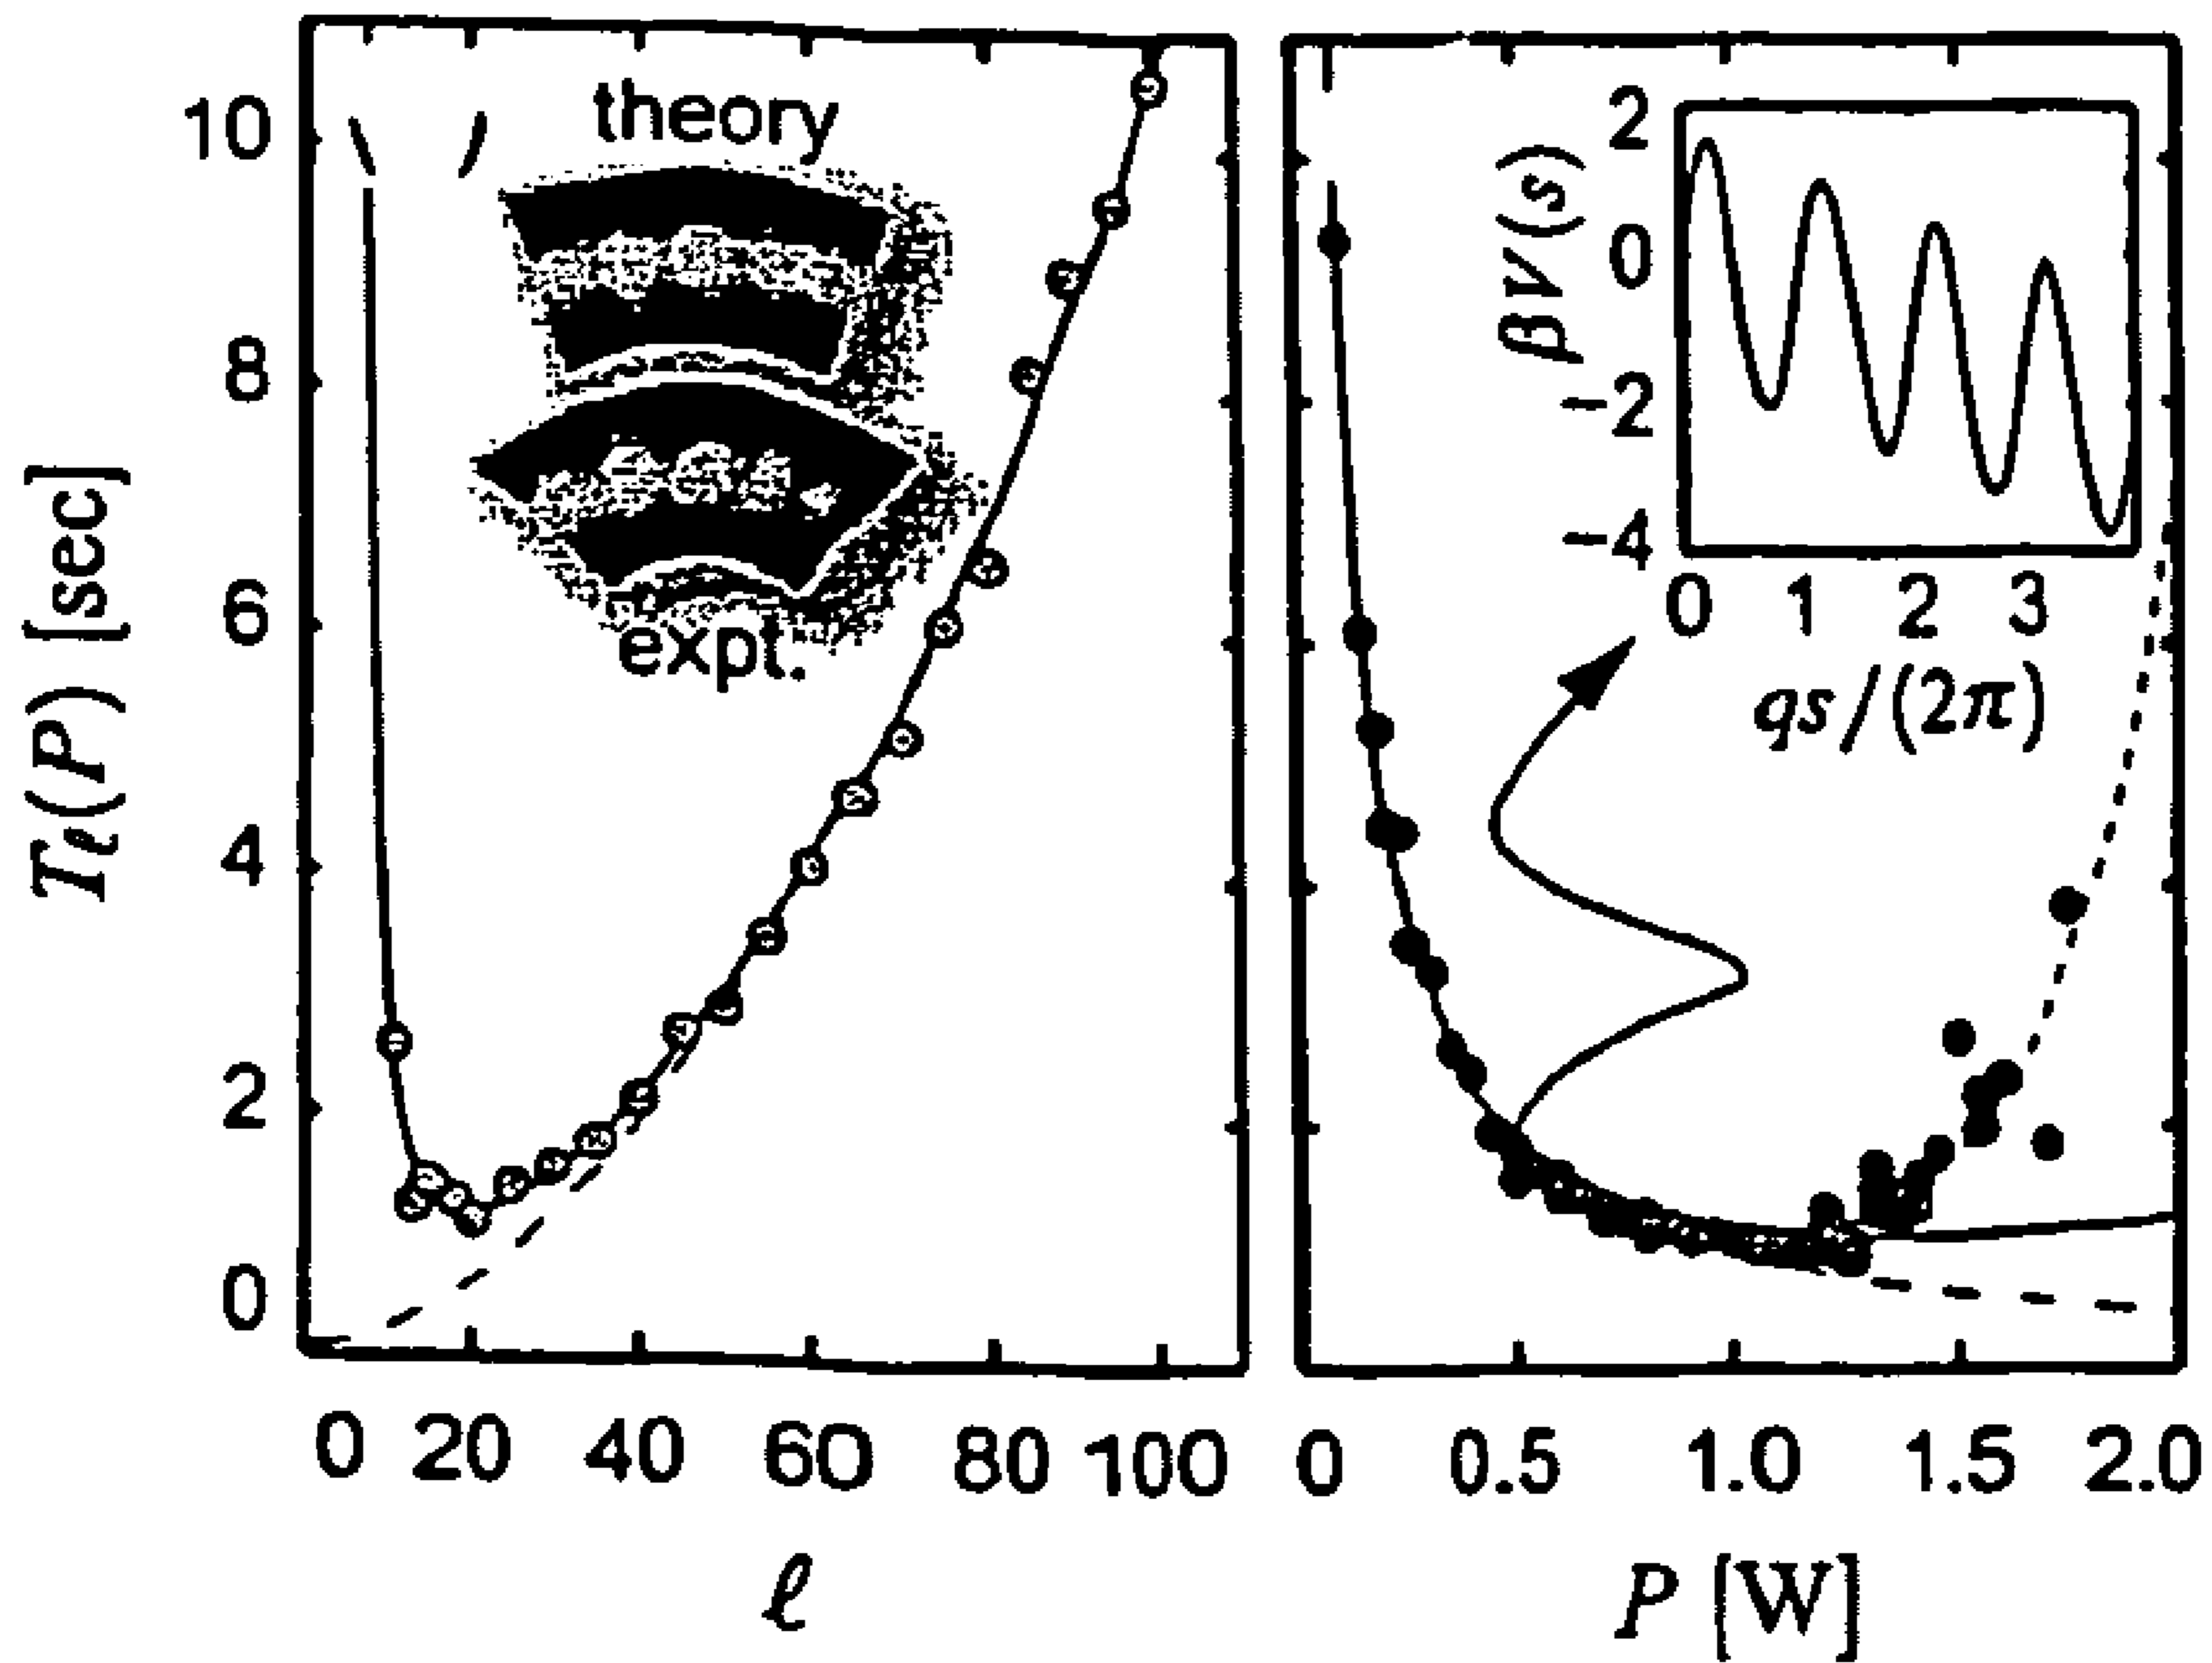 theory
expt.
10
8
6
4
2
0
Tℓ(P) [sec]
0 20 40 60 80 100
ℓ
2
0
−2
−4
βV(s)
0 1 2 3
qs/(2π)
0 0.5 1.0 1.5 2.0
P [W]